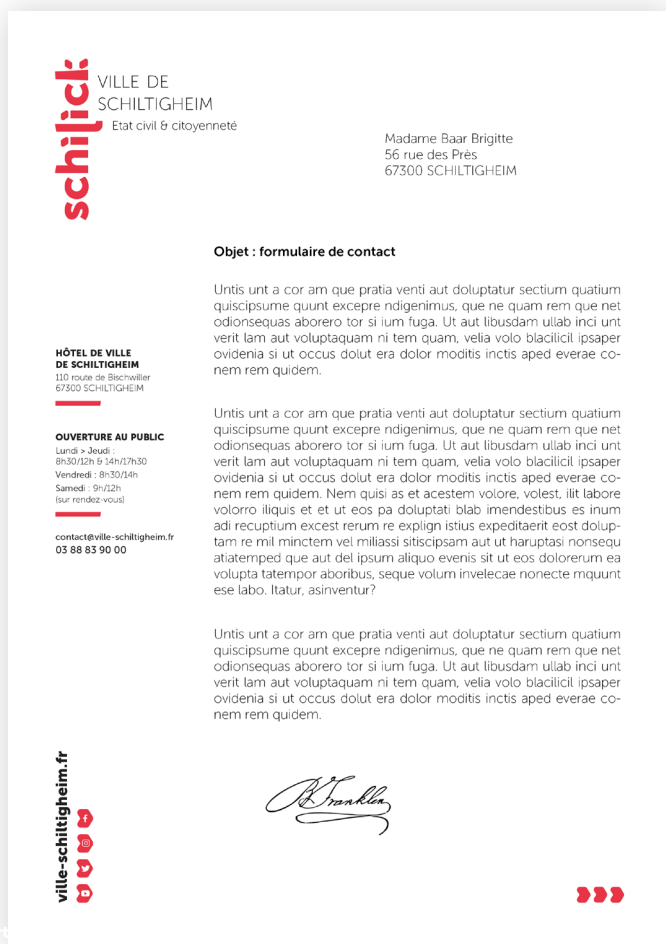 schilick
VILLE DE
SCHILTIGHEIM
Etat civil & citoyenneté
Madame Baar Brigitte
56 rue des Près
67300 SCHILTIGHEIM
Objet : formulaire de contact
Untis unt a cor am que pratia venti aut doluptatur sectium quatium
quiscipsume quunt excepre ndigenimus, que ne quam rem que net
odionsequas aborero tor si ium fuga. Ut aut libusdam ullab inci unt
verit lam aut voluptaquam ni tem quam, velia volo blacilicil ipsaper
ovidenia si ut occus dolut era dolor moditis inctis aped everae co-
nem rem quidem.
Untis unt a cor am que pratia venti aut doluptatur sectium quatium
quiscipsume quunt excepre ndigenimus, que ne quam rem que net
odionsequas aborero tor si ium fuga. Ut aut libusdam ullab inci unt
verit lam aut voluptaquam ni tem quam, velia volo blacilicil ipsaper
ovidenia si ut occus dolut era dolor moditis inctis aped everae co-
nem rem quidem. Nem quisi as et acestem volore, volest, ilit labore
volorro iliquis et et ut eos pa doluptati blab imendestibus es inum
adi recuptium excest rerum re explign istius expeditaerit eost dolup-
tam re mil minctem vel miliassi sitiscipsam aut ut haruptasi nonsequ
atiatemped que aut del ipsum aliquo evenis sit ut eos dolorerum ea
volupta tatempor aboribus, seque volum invelecae nonecte mquunt
ese labo. Itatur, asinventur?
Untis unt a cor am que pratia venti aut doluptatur sectium quatium
quiscipsume quunt excepre ndigenimus, que ne quam rem que net
odionsequas aborero tor si ium fuga. Ut aut libusdam ullab inci unt
verit lam aut voluptaquam ni tem quam, velia volo blacilicil ipsaper
ovidenia si ut occus dolut era dolor moditis inctis aped everae co-
nem rem quidem.
HÔTEL DE VILLE
DE SCHILTIGHEIM
110 route de Bischwiller
67300 SCHILTIGHEIM
OUVERTURE AU PUBLIC
Lundi > Jeudi :
8h30/12h & 14h/17h30
Vendredi : 8h30/14h
Samedi : 9h/12h
(sur rendez-vous)
contact@ville-schiltigheim.fr
03 88 83 90 00
B Franklin
ville-schiltigheim.fr